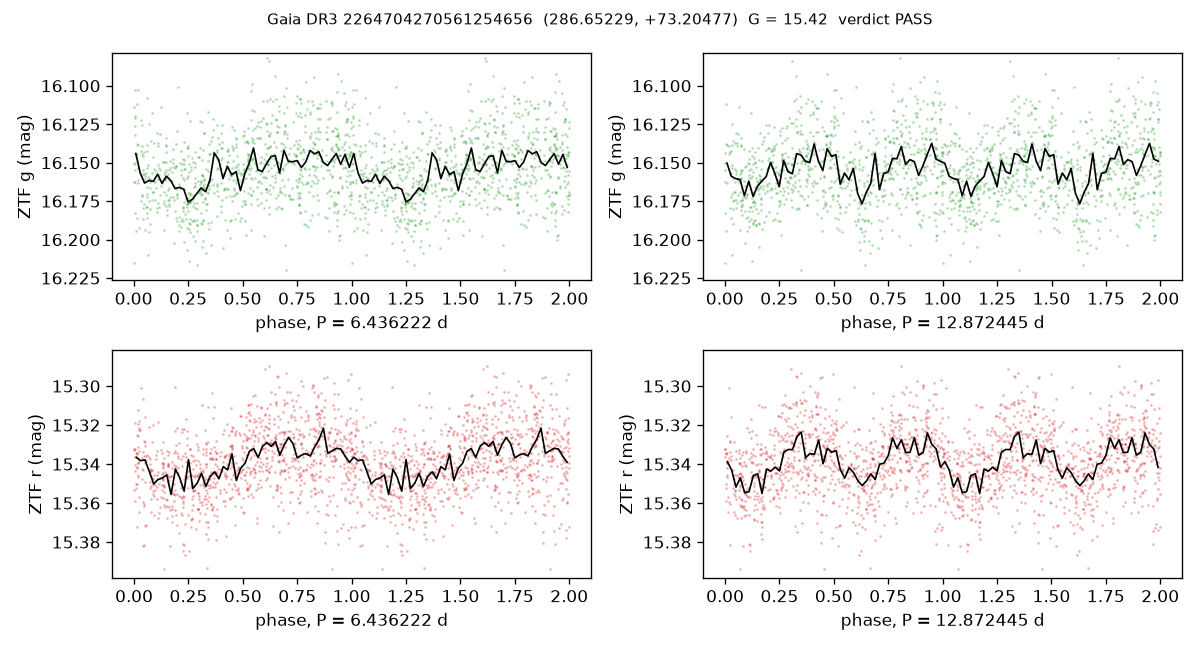 Gaia DR3 2264704270561254656 (286.65229, +73.20477) G = 15.42 verdict PASS
ZTF g (mag)
16.100
16.125
16.150
16.175
16.200
16.225
0.00 0.25 0.50 0.75 1.00 1.25 1.50 1.75 2.00
phase, P = 6.436222 d
ZTF g (mag)
16.100
16.125
16.150
16.175
16.200
16.225
0.00 0.25 0.50 0.75 1.00 1.25 1.50 1.75 2.00
phase, P = 12.872445 d
ZTF r (mag)
15.30
15.32
15.34
15.36
15.38
0.00 0.25 0.50 0.75 1.00 1.25 1.50 1.75 2.00
phase, P = 6.436222 d
ZTF r (mag)
15.30
15.32
15.34
15.36
15.38
0.00 0.25 0.50 0.75 1.00 1.25 1.50 1.75 2.00
phase, P = 12.872445 d